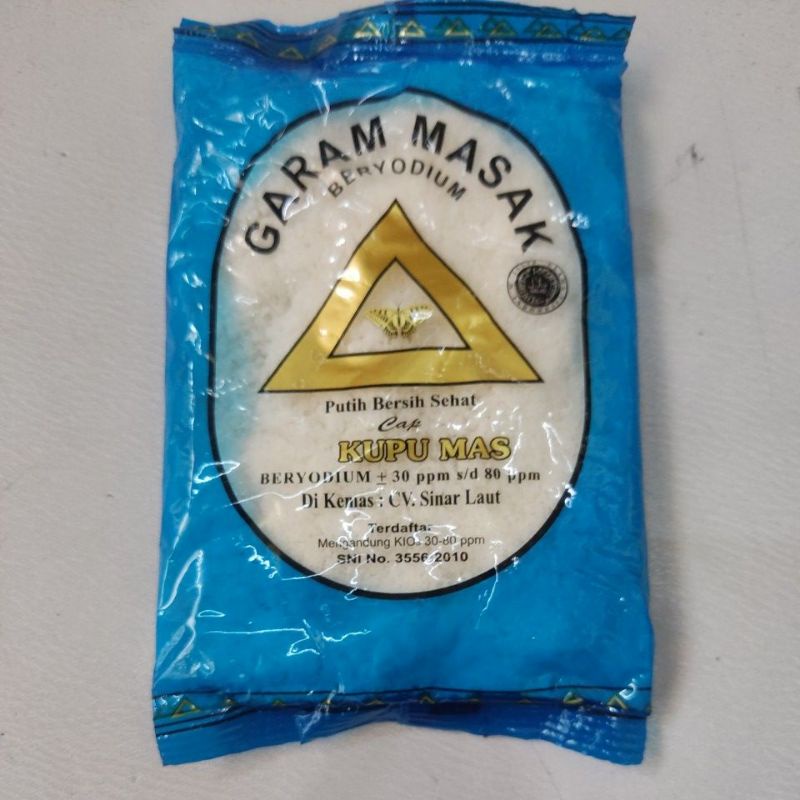 GARAM MASAK
BERYODIUM
Putih Bersih Sehat
Cap
KUPU MAS
BERYODIUM ± 30 ppm s/d 80 ppm
Di Kemas : CV. Sinar Laut
Terdaftar
Mengandung KIO₃ 30-80 ppm
SNI No. 3556-2010